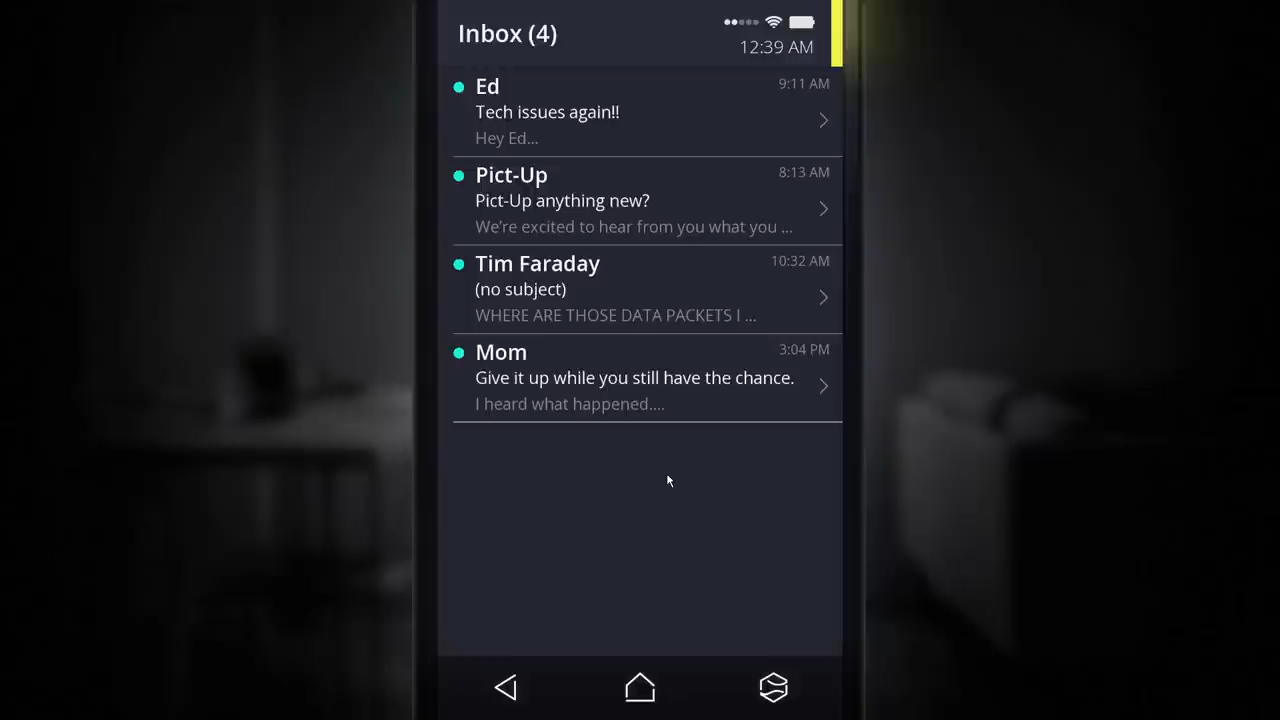 Inbox (4)
12:39 AM
Ed
9:11 AM
Tech issues again!!
Hey Ed...
Pict-Up
8:13 AM
Pict-Up anything new?
We’re excited to hear from you what you ...
Tim Faraday
10:32 AM
(no subject)
WHERE ARE THOSE DATA PACKETS I ...
Mom
3:04 PM
Give it up while you still have the chance.
I heard what happened....